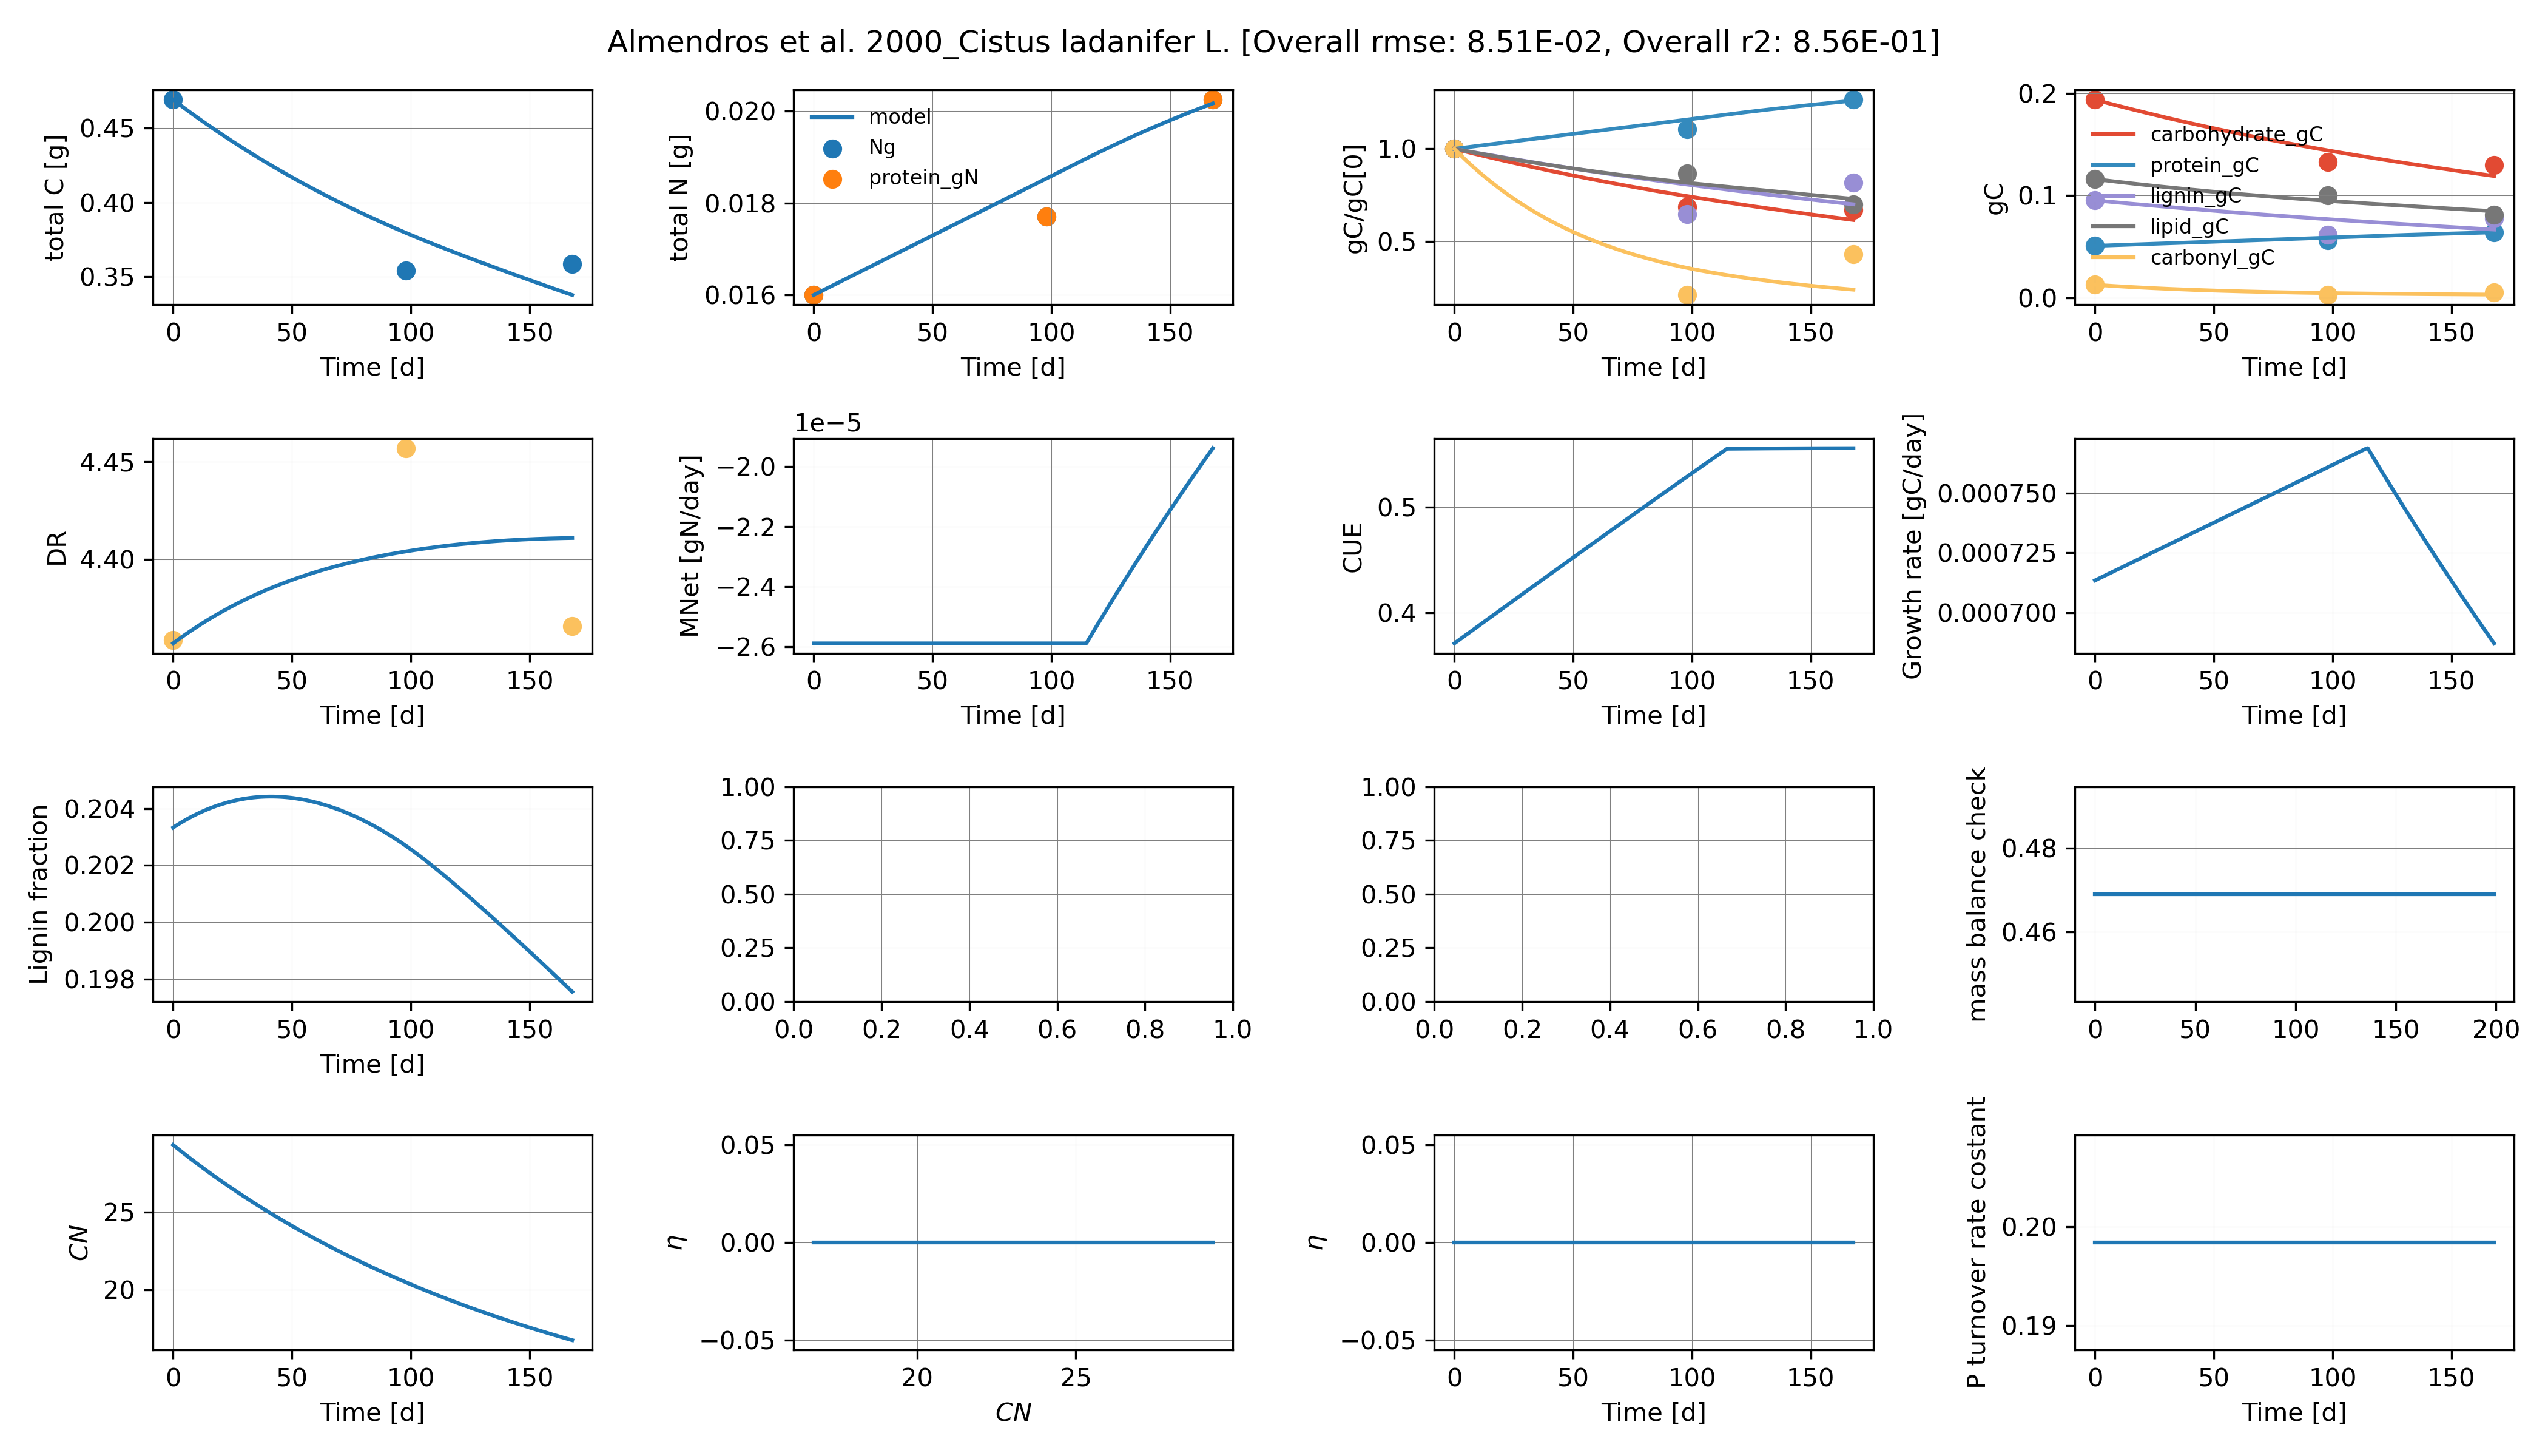 Almendros et al. 2000_Cistus ladanifer L. [Overall rmse: 8.51E-02, Overall r2: 8.56E-01]
total C [g]
0.45
0.40
0.35
0 50 100 150
Time [d]
total N [g]
0.020
0.018
0.016
model
Ng
protein_gN
0 50 100 150
Time [d]
gC/gC[0]
1.0
0.5
0 50 100 150
Time [d]
gC
0.2
0.1
0.0
carbohydrate_gC
protein_gC
lignin_gC
lipid_gC
carbonyl_gC
0 50 100 150
Time [d]
DR
4.45
4.40
0 50 100 150
Time [d]
1e−5
MNet [gN/day]
−2.0
−2.2
−2.4
−2.6
0 50 100 150
Time [d]
CUE
0.5
0.4
0 50 100 150
Time [d]
Growth rate [gC/day]
0.000750
0.000725
0.000700
0 50 100 150
Time [d]
Lignin fraction
0.204
0.202
0.200
0.198
0 50 100 150
Time [d]
1.00
0.75
0.50
0.25
0.00
0.0 0.2 0.4 0.6 0.8 1.0
1.00
0.75
0.50
0.25
0.00
0.0 0.2 0.4 0.6 0.8 1.0
mass balance check
0.48
0.46
0 50 100 150 200
CN
25
20
0 50 100 150
Time [d]
η
0.05
0.00
−0.05
20 25
CN
η
0.05
0.00
−0.05
0 50 100 150
Time [d]
P turnover rate costant
0.20
0.19
0 50 100 150
Time [d]